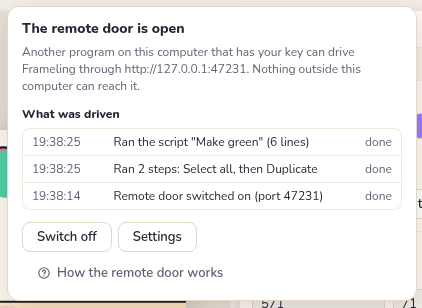 The remote door is open
Another program on this computer that has your key can drive
Frameling through http://127.0.0.1:47231. Nothing outside this
computer can reach it.
What was driven
19:38:25 Ran the script "Make green" (6 lines) done
19:38:25 Ran 2 steps: Select all, then Duplicate done
19:38:14 Remote door switched on (port 47231) done
Switch off Settings
How the remote door works